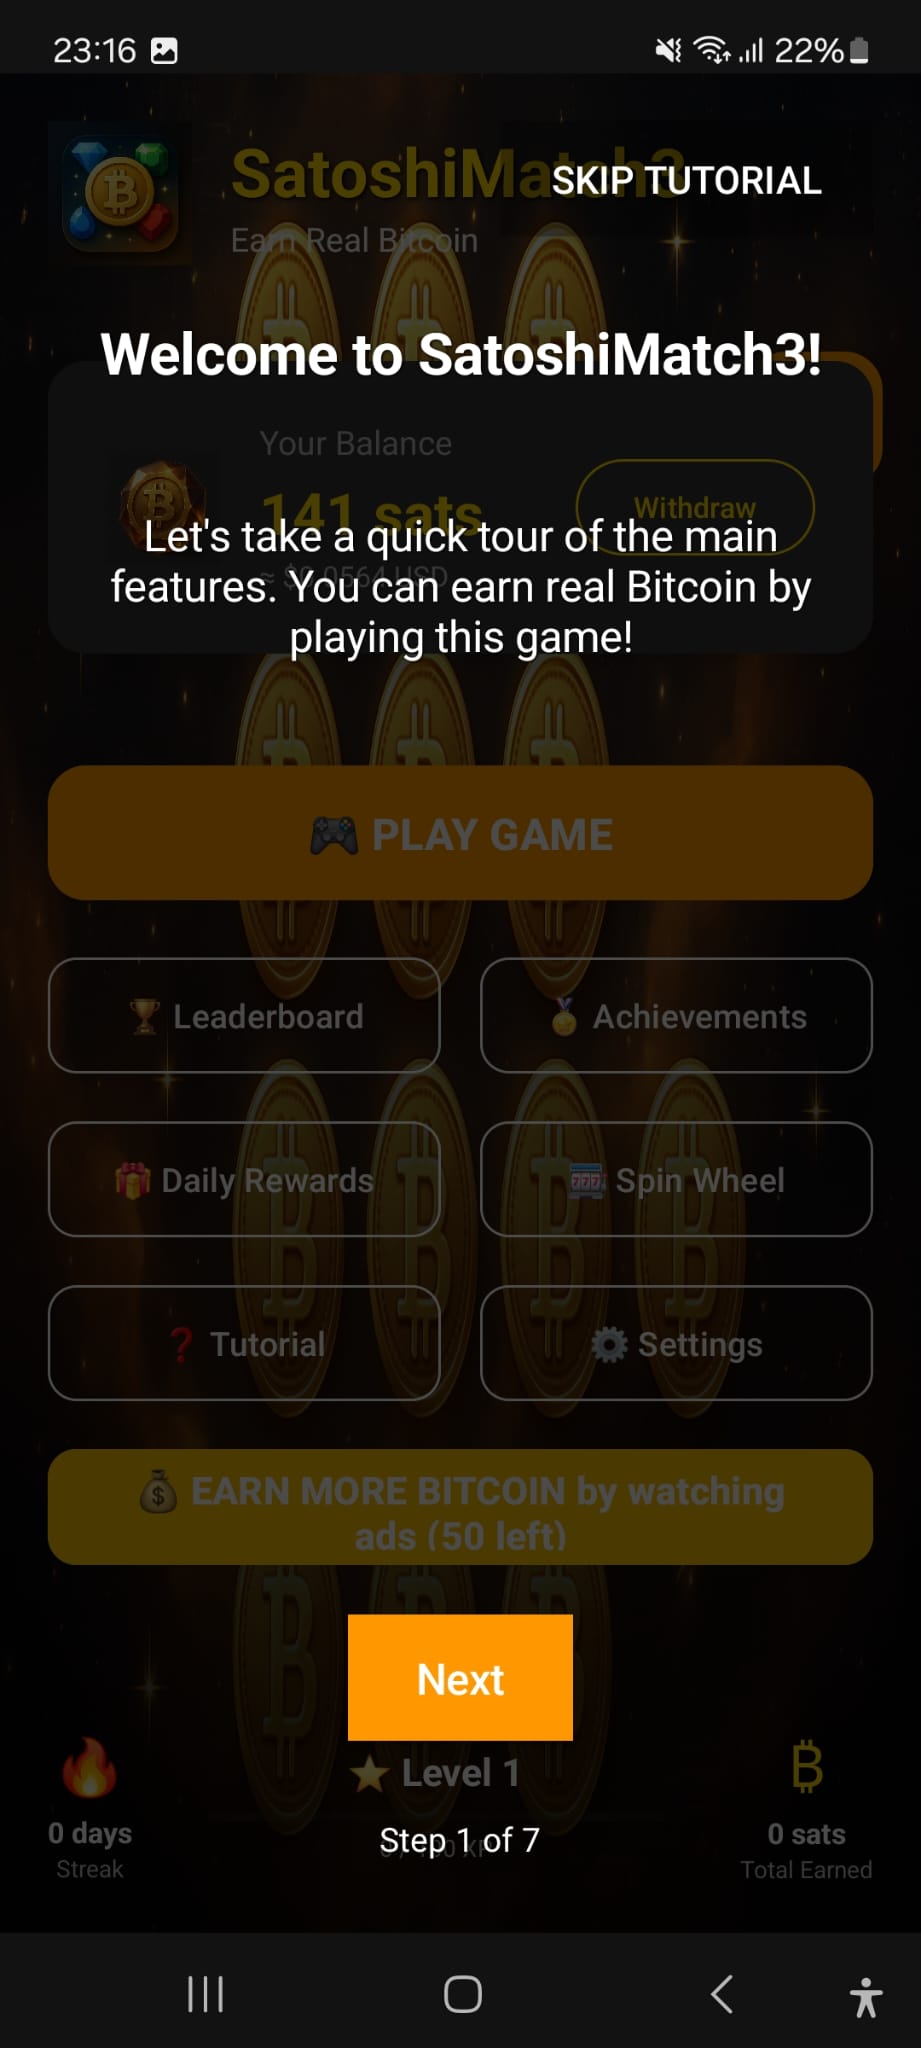 23:16
22%
SatoshiMatch3
SKIP TUTORIAL
Earn Real Bitcoin
Welcome to SatoshiMatch3!
Your Balance
141 sats
Withdraw
Let's take a quick tour of the main
≈ $0.0564 USD
features. You can earn real Bitcoin by
playing this game!
PLAY GAME
Leaderboard
Achievements
Daily Rewards
777 Spin Wheel
Tutorial
Settings
EARN MORE BITCOIN by watching
ads (50 left)
Next
Level 1
0 days
Step 1 of 7
0 sats
Streak
Total Earned